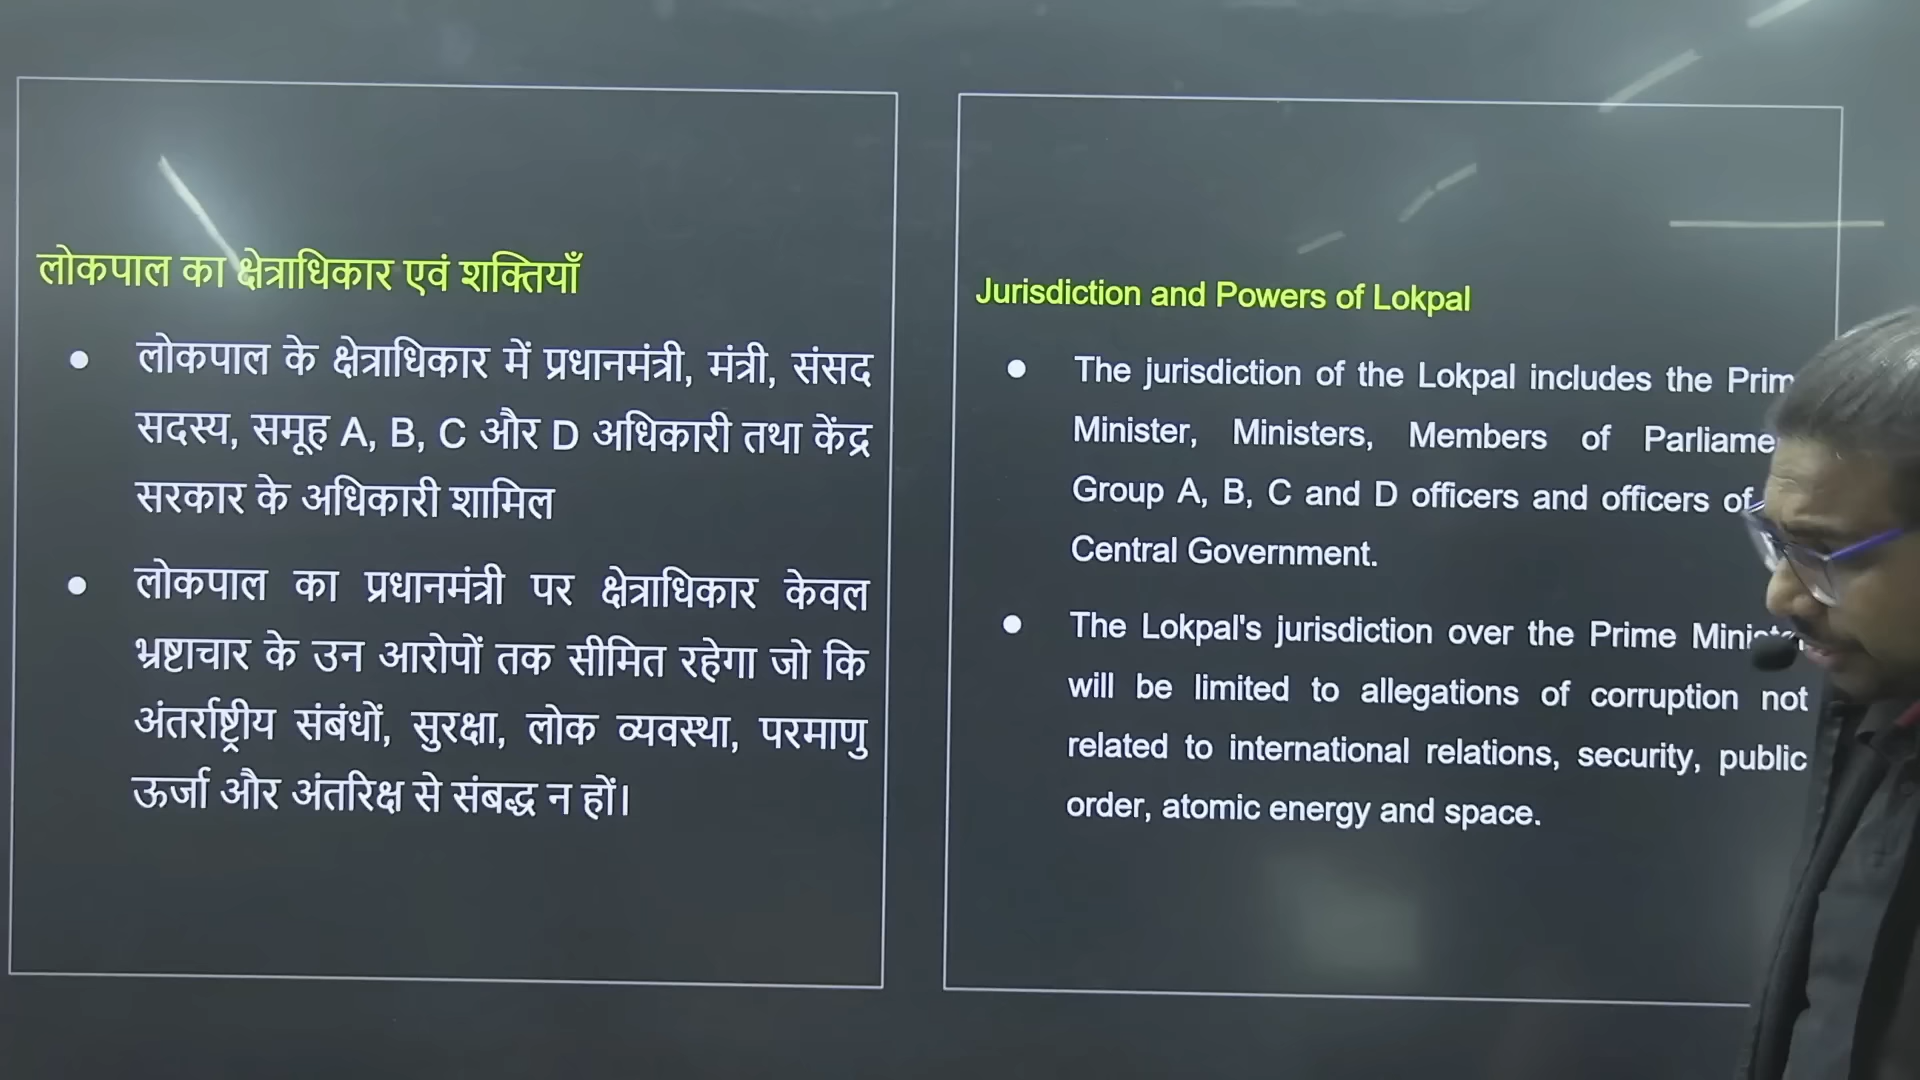 लोकपाल का क्षेत्राधिकार एवं शक्तियाँ
● लोकपाल के क्षेत्राधिकार में प्रधानमंत्री, मंत्री, संसद
सदस्य, समूह A, B, C और D अधिकारी तथा केंद्र
सरकार के अधिकारी शामिल
● लोकपाल का प्रधानमंत्री पर क्षेत्राधिकार केवल
भ्रष्टाचार के उन आरोपों तक सीमित रहेगा जो कि
अंतर्राष्ट्रीय संबंधों, सुरक्षा, लोक व्यवस्था, परमाणु
ऊर्जा और अंतरिक्ष से संबद्ध न हों।
Jurisdiction and Powers of Lokpal
● The jurisdiction of the Lokpal includes the
Minister, Ministers, Members of
Group A, B, C and D officers and officers of
Central Government.
● The Lokpal's jurisdiction over the Prime
will be limited to allegations of corruption not
related to international relations, security, public
order, atomic energy and space.